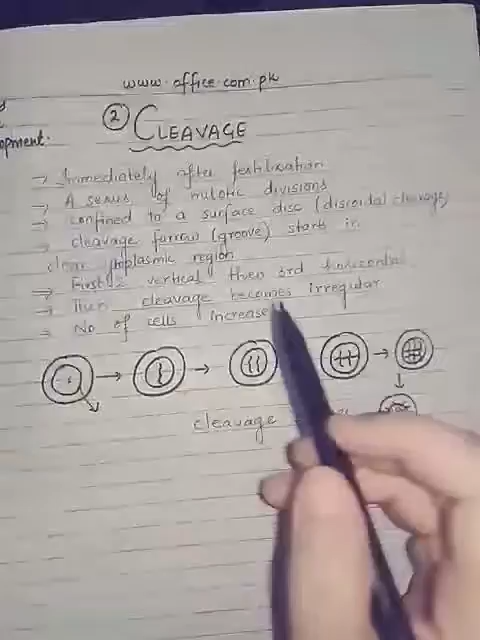 www.office.com.pk
② CLEAVAGE
opment.
→ Immediately after fertilization
→ A series of mitotic divisions
→ confined to a surface disc (discoidal cleavage)
→ cleavage furrow (groove) starts in
clear protoplasmic region
→ First 2 vertical then 3rd horizontal
→ Then cleavage becomes irregular
→ No of cells increase
cleavage